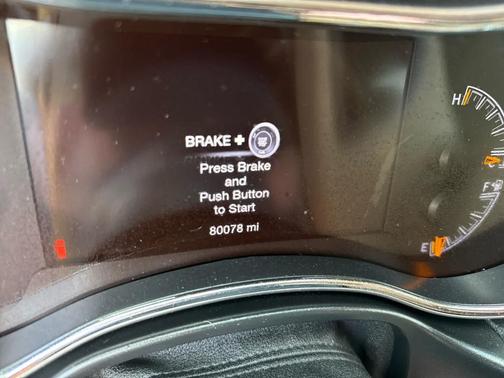 BRAKE +
Press Brake
and
Push Button
to Start
80078 mi
H
F
E